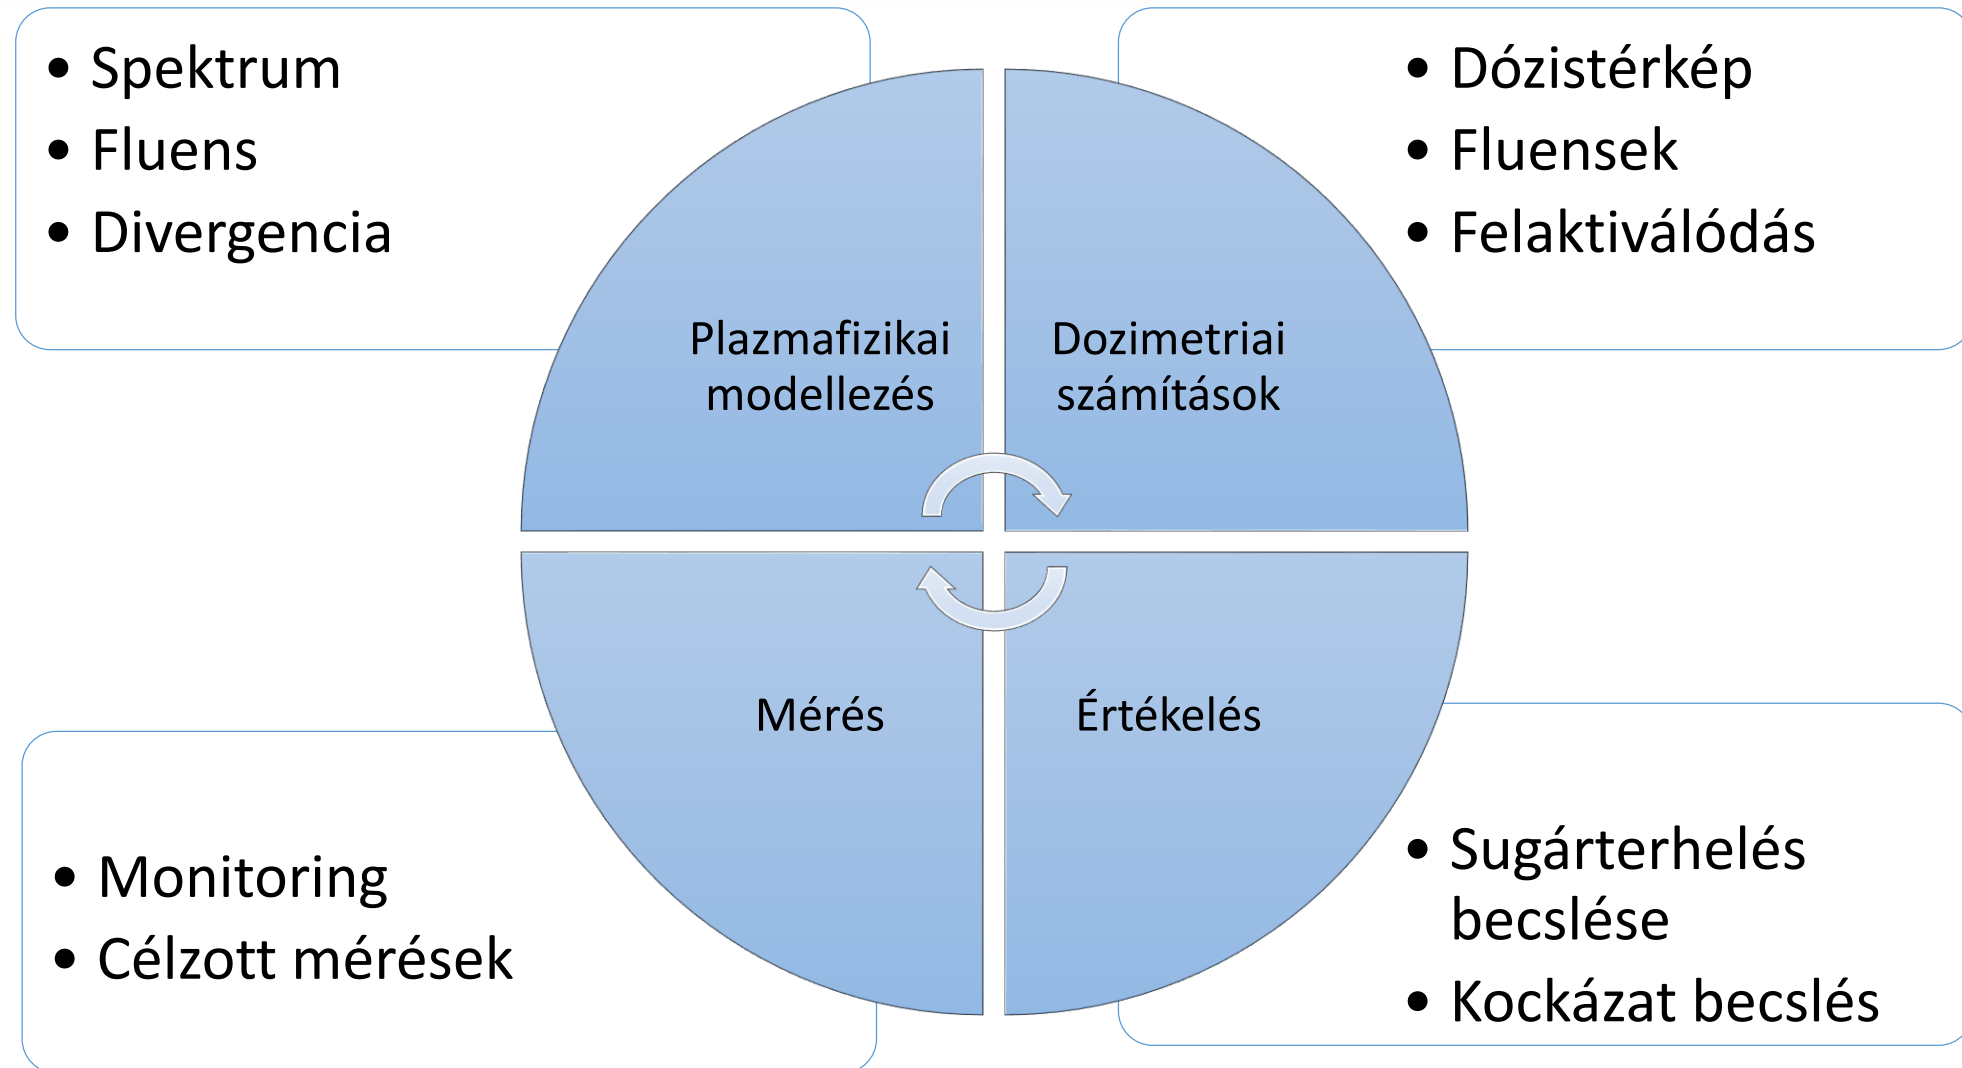 • Spektrum
• Fluens
• Divergencia
• Dózistérkép
• Fluensek
• Felaktiválódás
Plazmafizikai
modellezés
Dozimetriai
számítások
Mérés
Értékelés
• Monitoring
• Célzott mérések
• Sugárterhelés
becslése
• Kockázat becslés